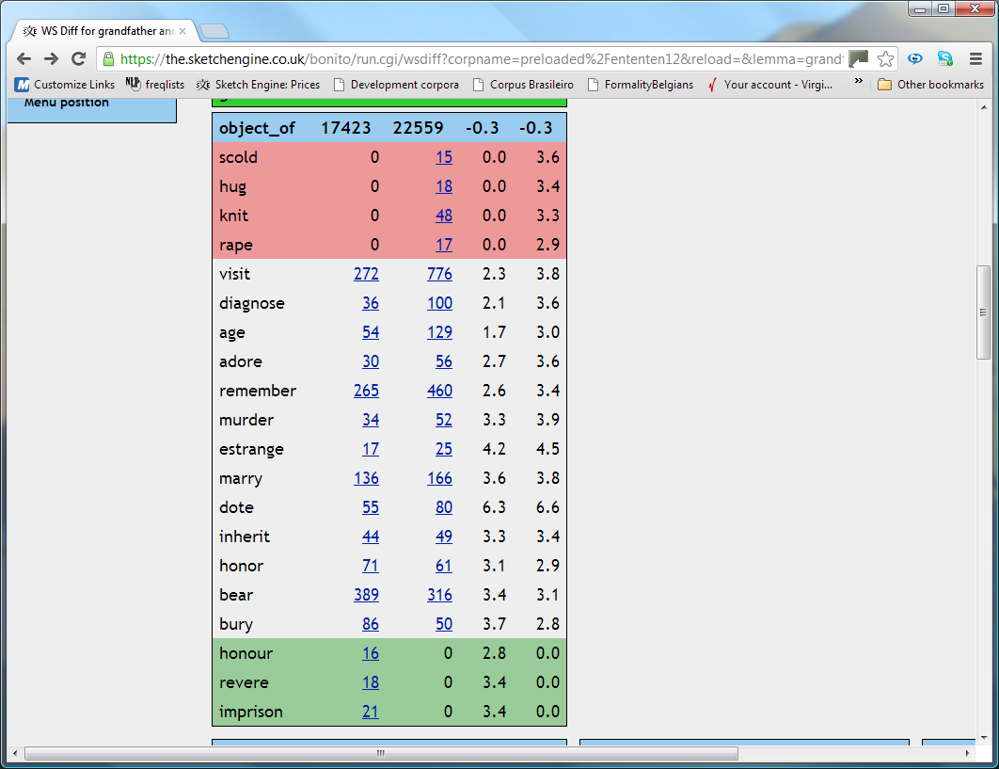 WS Diff for grandfather and
https://the.sketchengine.co.uk/bonito/run.cgi/wsdiff?corpname=preloaded%2Fententen12&reload=&lemma=grandf
Customize Links NLP freqlists Sketch Engine: Prices Development corpora Corpus Brasileiro FormalityBelgians Your account - Virgi... » Other bookmarks
Menu position
object_of 17423 22559 -0.3 -0.3
scold 0 15 0.0 3.6
hug 0 18 0.0 3.4
knit 0 48 0.0 3.3
rape 0 17 0.0 2.9
visit 272 776 2.3 3.8
diagnose 36 100 2.1 3.6
age 54 129 1.7 3.0
adore 30 56 2.7 3.6
remember 265 460 2.6 3.4
murder 34 52 3.3 3.9
estrange 17 25 4.2 4.5
marry 136 166 3.6 3.8
dote 55 80 6.3 6.6
inherit 44 49 3.3 3.4
honor 71 61 3.1 2.9
bear 389 316 3.4 3.1
bury 86 50 3.7 2.8
honour 16 0 2.8 0.0
revere 18 0 3.4 0.0
imprison 21 0 3.4 0.0